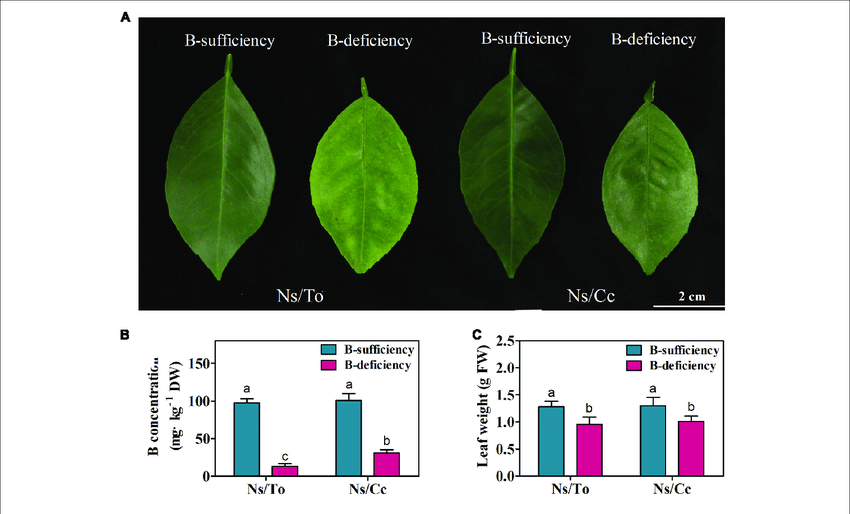 A
B-sufficiency B-deficiency B-sufficiency B-deficiency
Ns/To Ns/Cc
2 cm
B
B concentration
(ng· kg⁻¹ DW)
150
100
50
0
B-sufficiency
B-deficiency
a
c
a
b
Ns/To Ns/Cc
C
Leaf weight (g FW)
2.5
2.0
1.5
1.0
0.5
0.0
B-sufficiency
B-deficiency
a
b
a
b
Ns/To Ns/Cc